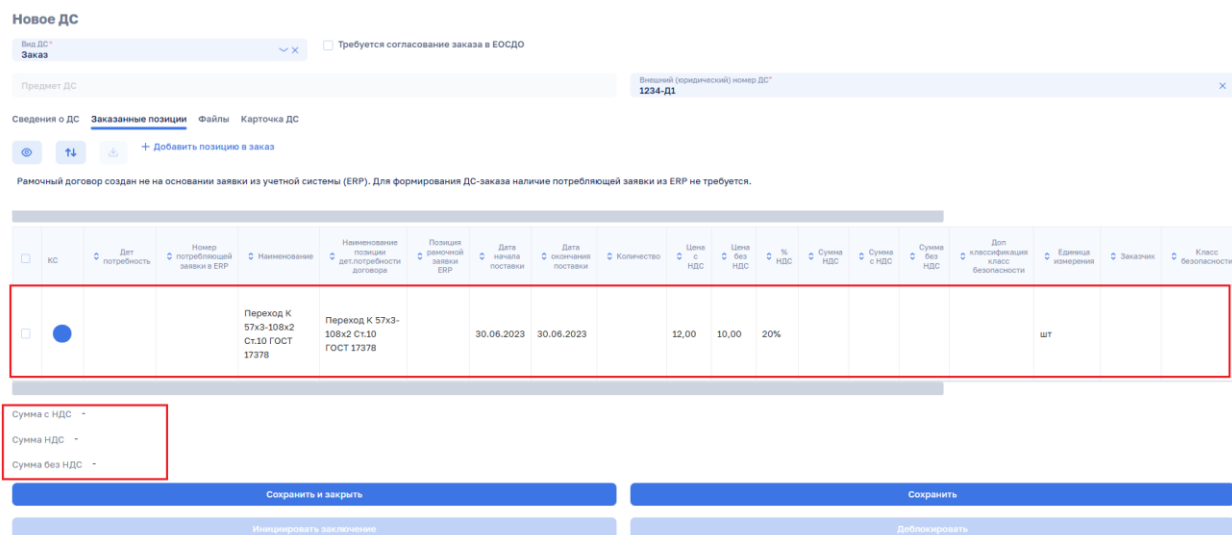 Новое ДС
Вид ДС*
Заказ
Требуется согласование заказа в ЕОСДО
Предмет ДС
Внешний (юридический) номер ДС*
1234-Д1
Сведения о ДС Заказанные позиции Файлы Карточка ДС
+ Добавить позицию в заказ
Рамочный договор создан не на основании заявки из учетной системы (ERP). Для формирования ДС-заказа наличие потребляющей заявки из ERP не требуется.
КС
Дет
потребность
Номер
потребляющей
заявки в ERP
Наименование
Наименование
позиции
дет.потребности
договора
Позиция
рамочной
заявки
ERP
Дата
начала
поставки
Дата
окончания
поставки
Количество
Цена
с
НДС
Цена
без
НДС
%
НДС
Сумма
НДС
Сумма
с НДС
Сумма
без
НДС
Доп
классификация
класс
безопасности
Единица
измерения
Заказчик
Класс
безопасности
Переход К
57х3-108х2
Ст.10 ГОСТ
17378
Переход К 57х3-
108х2 Ст.10
ГОСТ 17378
30.06.2023
30.06.2023
12,00
10,00
20%
шт
Сумма с НДС -
Сумма НДС -
Сумма без НДС -
Сохранить и закрыть
Сохранить
Инициировать заключение
Деблокировать